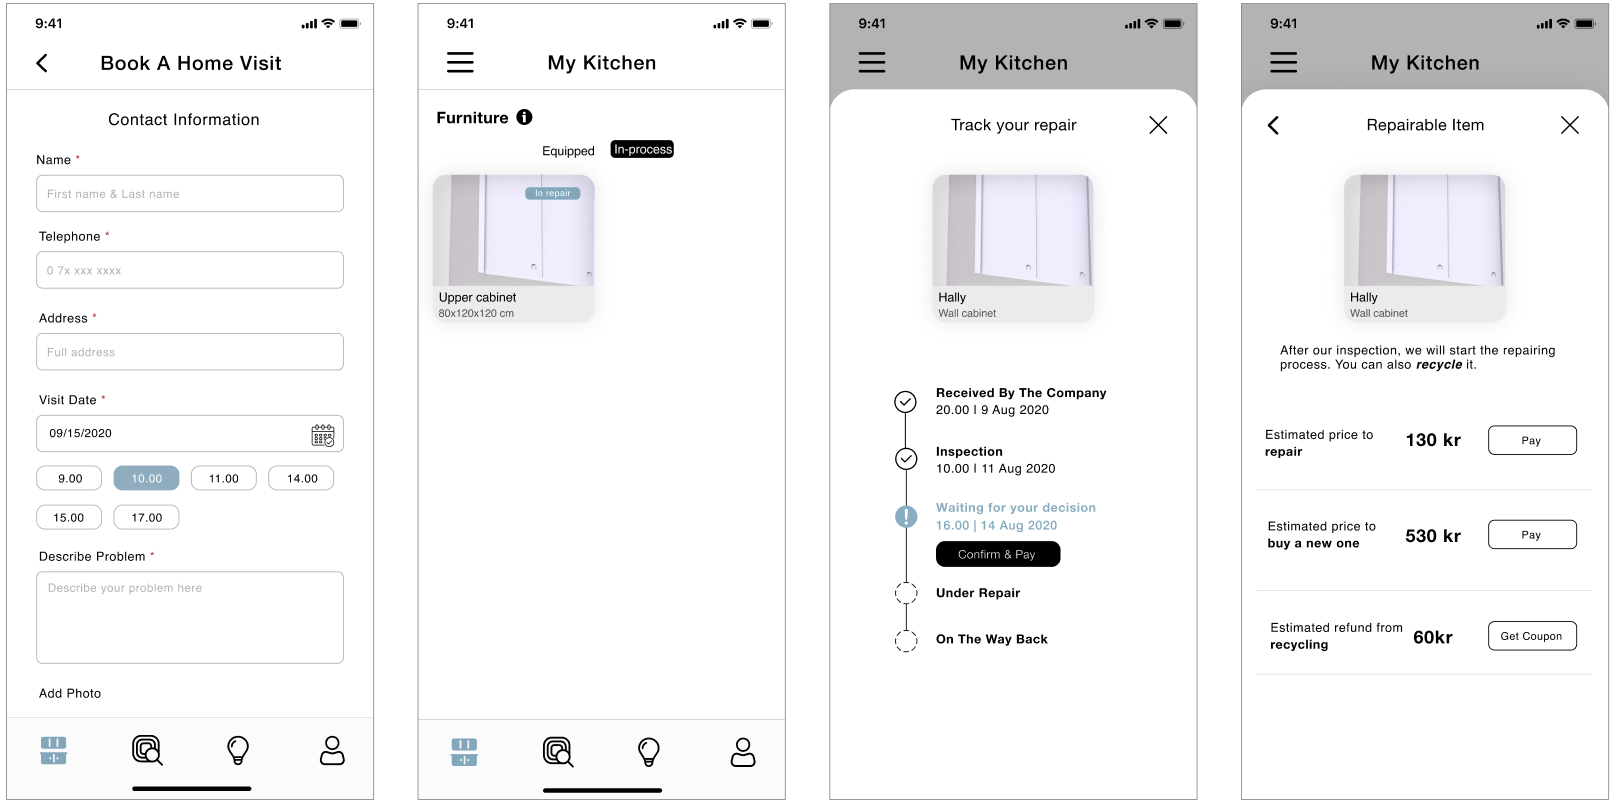 9:41
Book A Home Visit
Contact Information
Name *
First name & Last name
Telephone *
0 7x xxx xxxx
Address *
Full address
Visit Date *
09/15/2020
9.00 10.00 11.00 14.00
15.00 17.00
Describe Problem *
Describe your problem here
Add Photo
9:41
My Kitchen
Furniture
Equipped In-process
In repair
Upper cabinet
80x120x120 cm
9:41
My Kitchen
Track your repair
Hally
Wall cabinet
Received By The Company
20.00 | 9 Aug 2020
Inspection
10.00 | 11 Aug 2020
Waiting for your decision
16.00 | 14 Aug 2020
Confirm & Pay
Under Repair
On The Way Back
9:41
My Kitchen
Repairable Item
Hally
Wall cabinet
After our inspection, we will start the repairing
process. You can also recycle it.
Estimated price to
repair
130 kr
Pay
Estimated price to
buy a new one
530 kr
Pay
Estimated refund from
recycling
60kr
Get Coupon